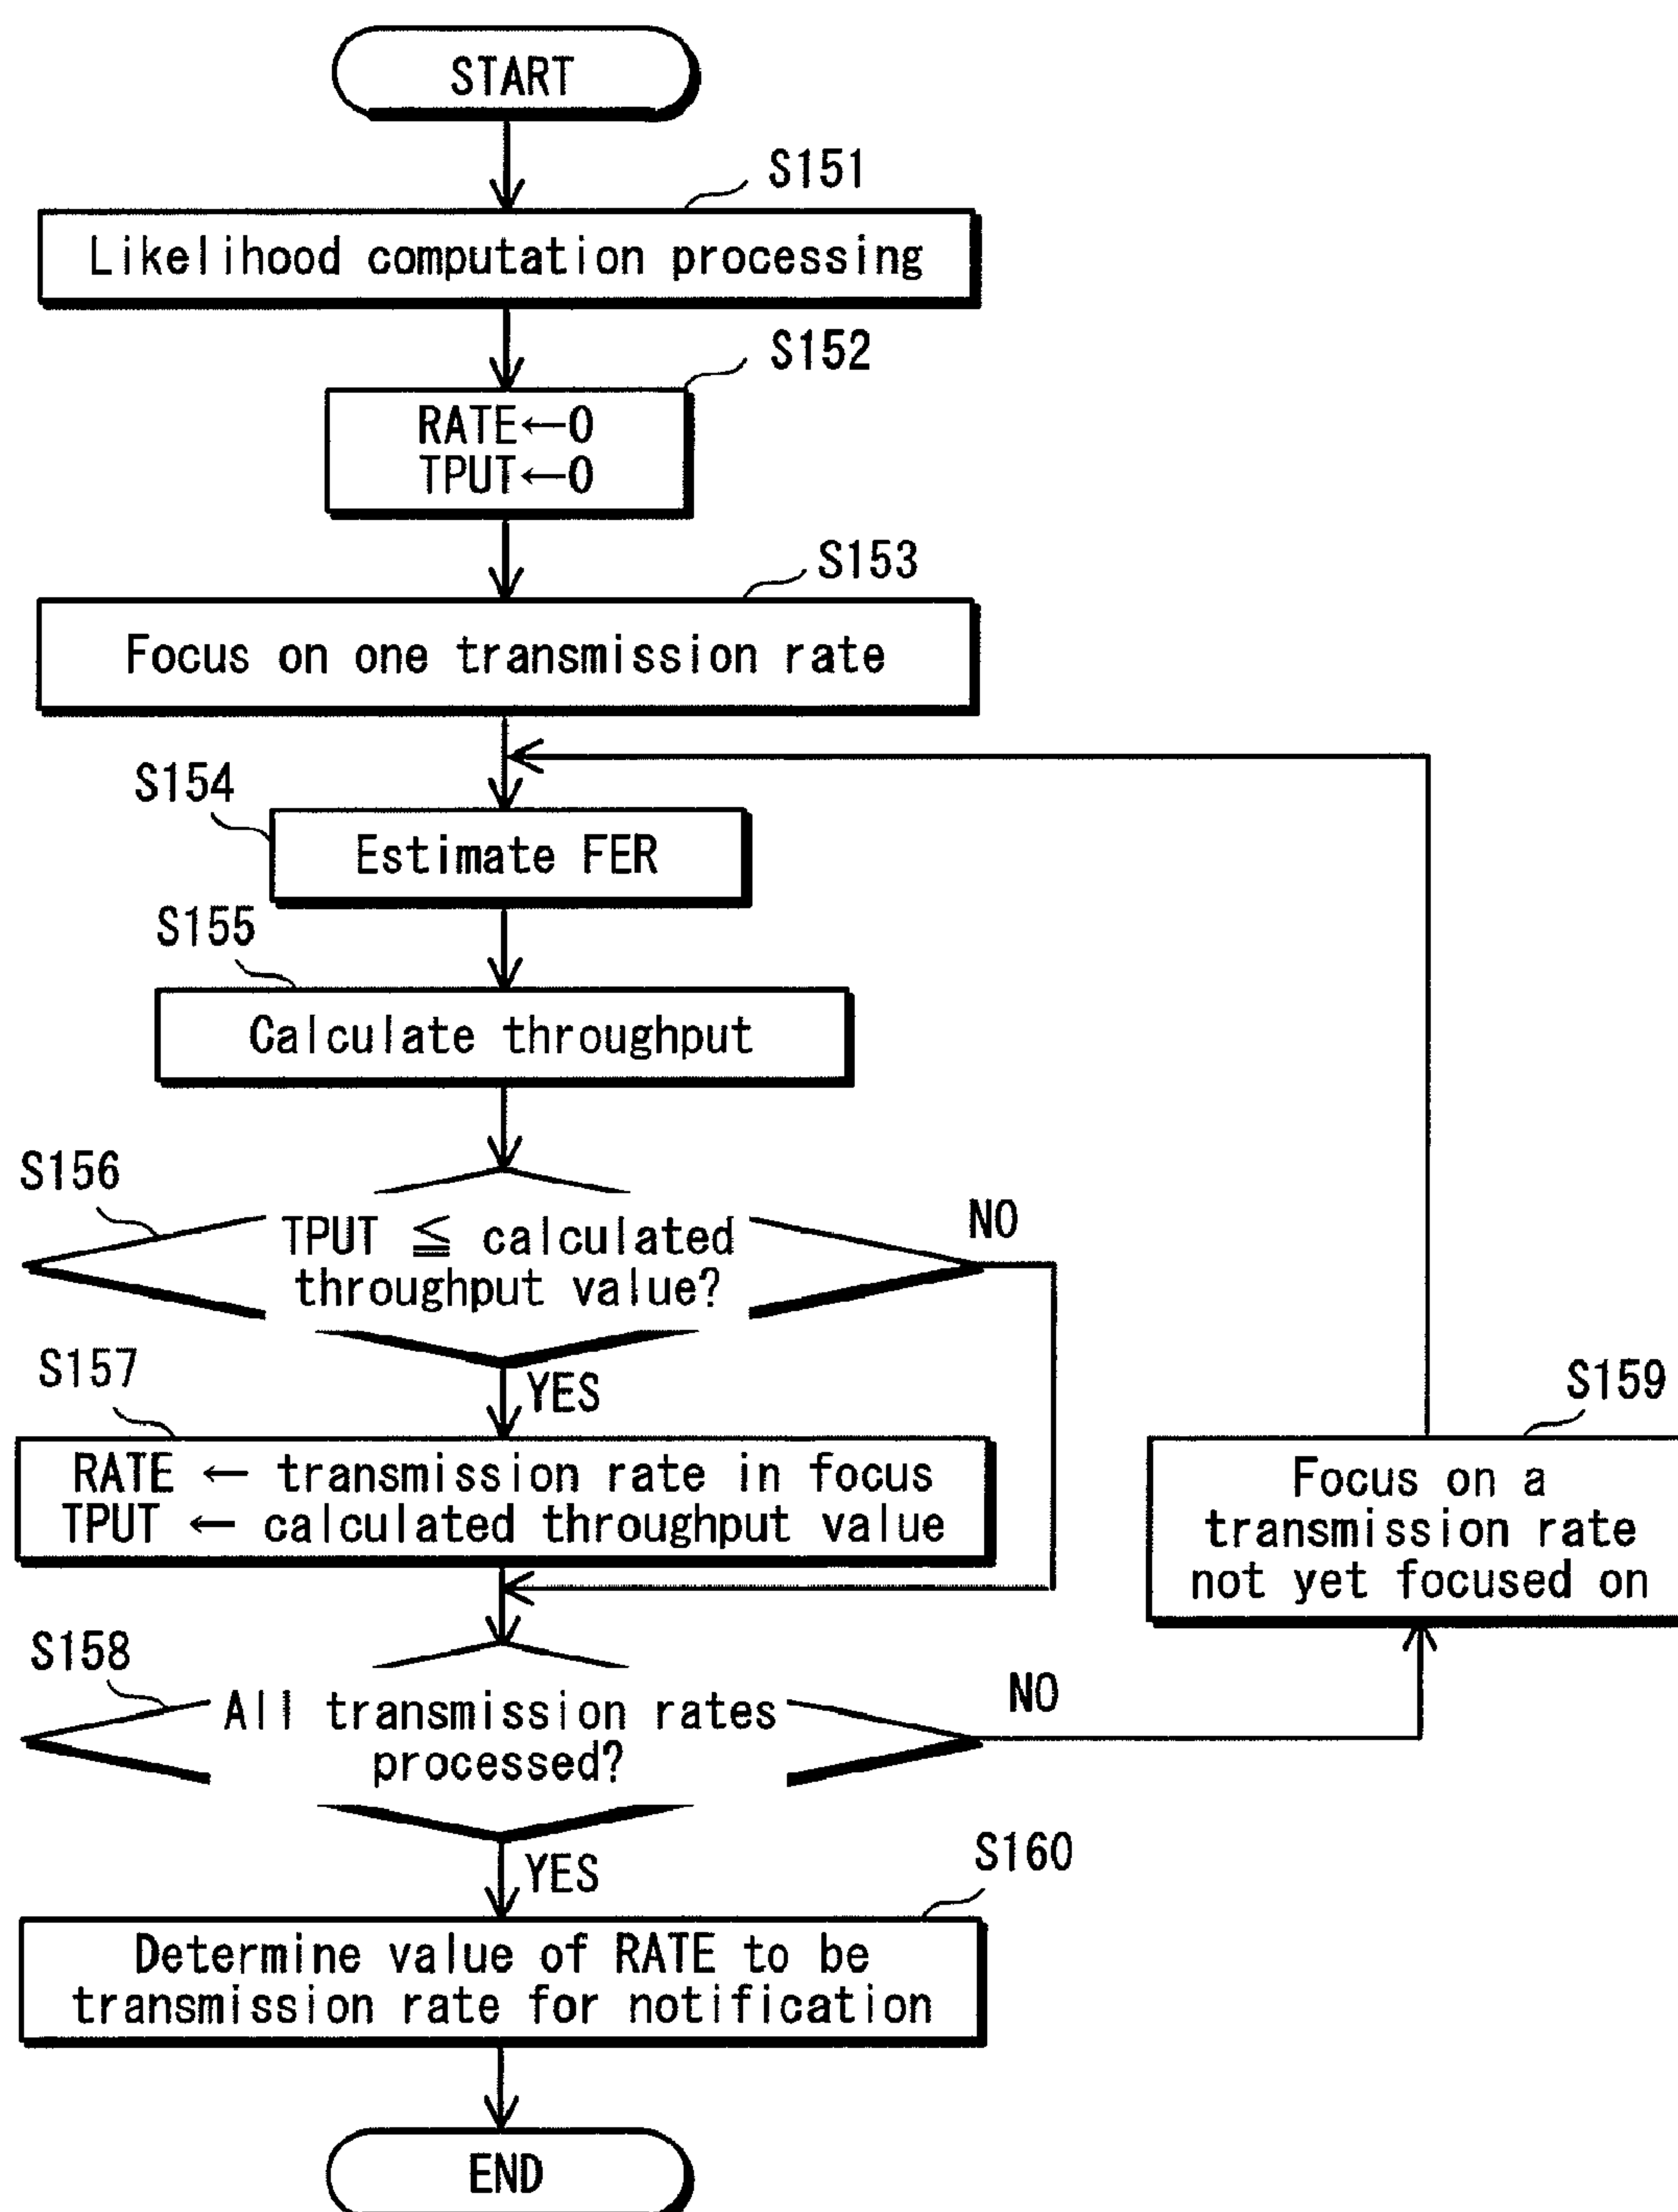 START
S151
Likelihood computation processing
S152
RATE←0
TPUT←0
S153
Focus on one transmission rate
S154
Estimate FER
S155
Calculate throughput
S156
TPUT ≦ calculated
throughput value?
NO
YES
S157
RATE ← transmission rate in focus
TPUT ← calculated throughput value
S159
Focus on a
transmission rate
not yet focused on
S158
All transmission rates
processed?
NO
YES
S160
Determine value of RATE to be
transmission rate for notification
END